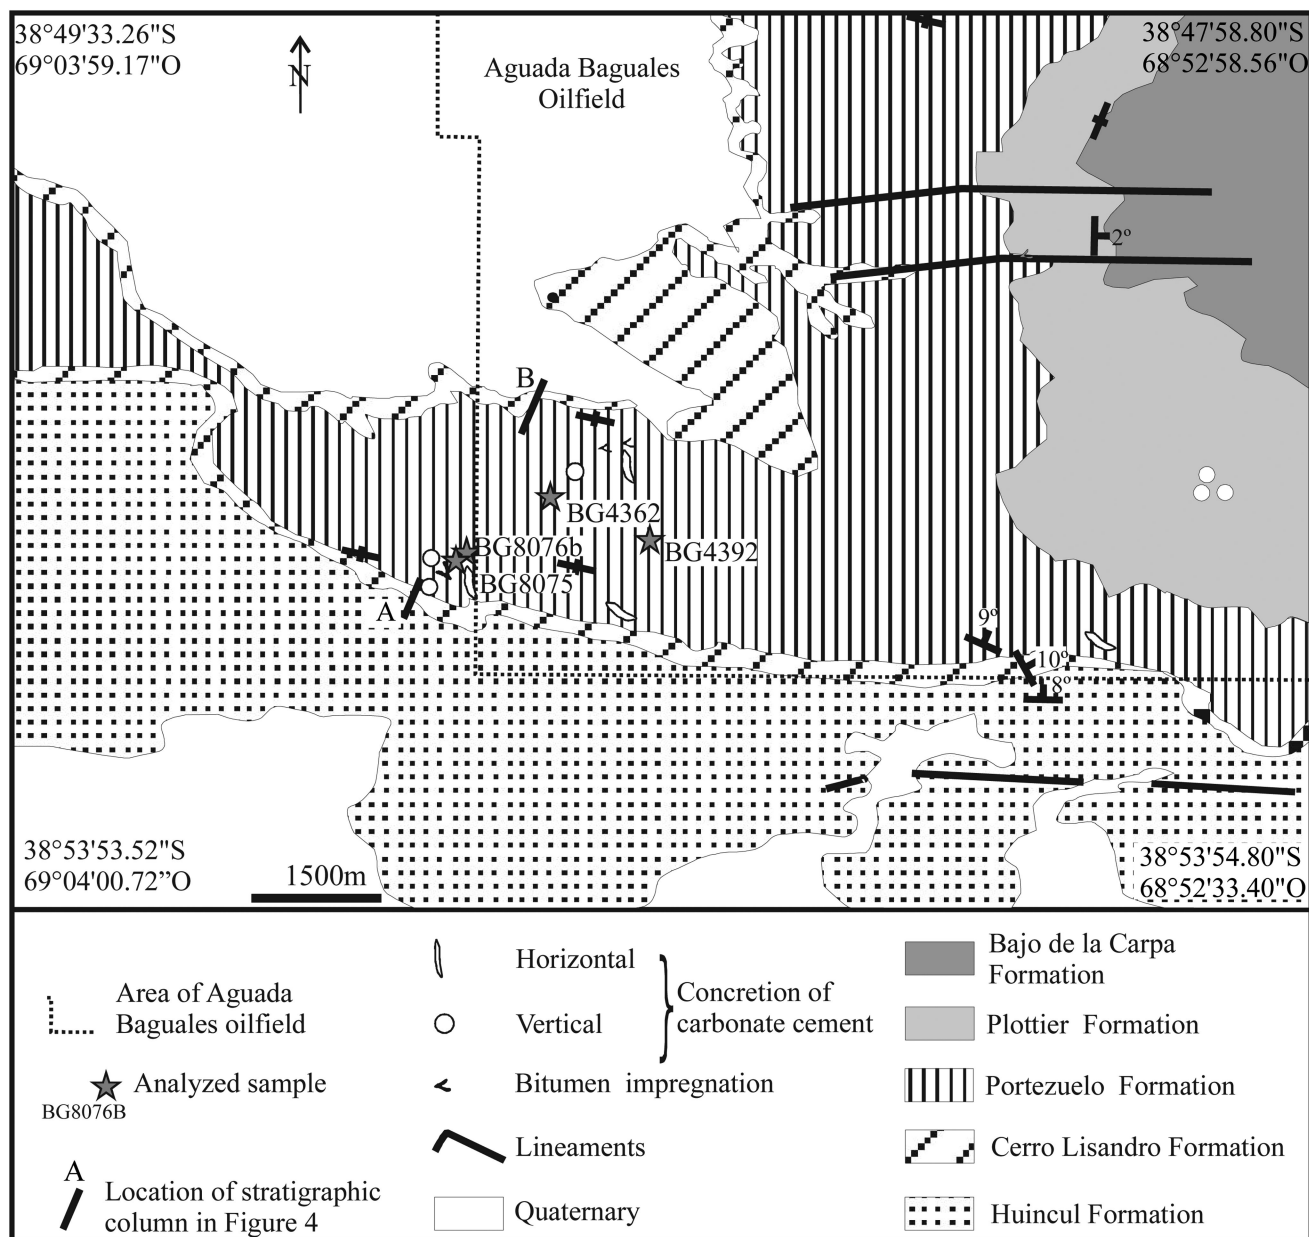 38°49'33.26"S
69°03'59.17"O
N
Aguada Baguales
Oilfield
38°47'58.80"S
68°52'58.56"O
2º
B
BG4362
BG4392
BG8076b
BG8075
A
9º
10º
8º
38°53'53.52"S
69°04'00.72”O
1500m
38°53'54.80"S
68°52'33.40"O
Area of Aguada
Baguales oilfield
Analyzed sample
BG8076B
A
Location of stratigraphic
column in Figure 4
Horizontal
Vertical
Concretion of
carbonate cement
Bitumen impregnation
Lineaments
Quaternary
Bajo de la Carpa
Formation
Plottier Formation
Portezuelo Formation
Cerro Lisandro Formation
Huincul Formation